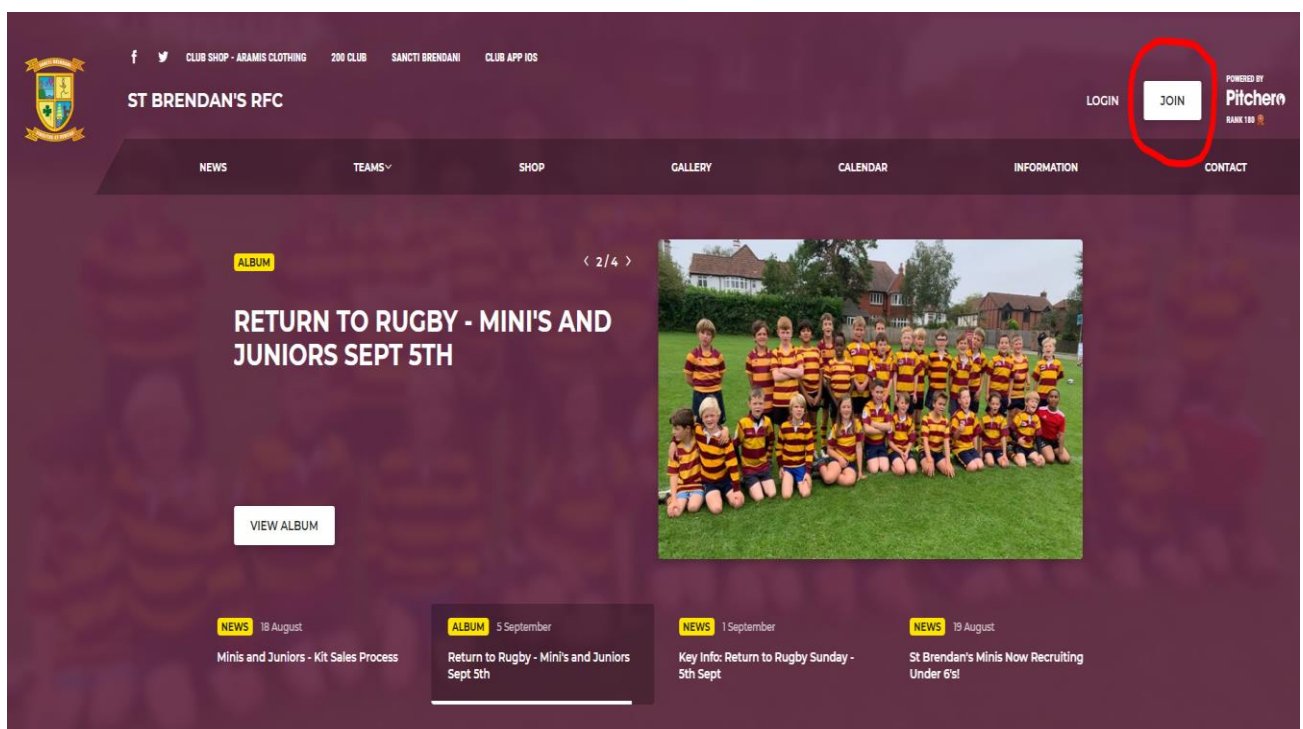 CLUB SHOP - ARAMIS CLOTHING 200 CLUB SANCTI BRENDANI CLUB APP IOS
ST BRENDAN'S RFC
LOGIN
JOIN
POWERED BY
Pitchero
RANK 180
NEWS TEAMS SHOP GALLERY CALENDAR INFORMATION CONTACT
ALBUM
< 2/4 >
RETURN TO RUGBY - MINI'S AND
JUNIORS SEPT 5TH
VIEW ALBUM
NEWS 18 August
Minis and Juniors - Kit Sales Process
ALBUM 5 September
Return to Rugby - Mini's and Juniors
Sept 5th
NEWS 1 September
Key Info: Return to Rugby Sunday -
5th Sept
NEWS 19 August
St Brendan's Minis Now Recruiting
Under 6's!